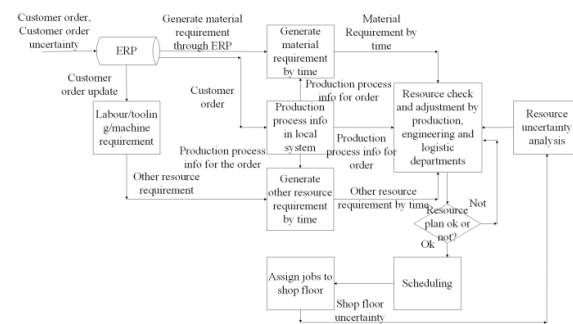 Customer order,
Customer order
uncertainty
Generate material
requirement
through ERP
Generate
material
requirement
by time
Material
Requirement by
time
ERP
Customer
order update
Customer
order
Production process
info for order
Labour/toolin
g/machine
requirement
Production
process info
in local
system
Resource check
and adjustment by
production,
engineering and
logistic
departments
Resource
uncertainty
analysis
Production process
info for the order
Production
process info for
order
Other resource
requirement
Generate
other resource
requirement
by time
Other resource
requirement by time
Resource
plan ok or
not?
Not
Ok
Assign jobs to
shop floor
Scheduling
Shop floor
uncertainty